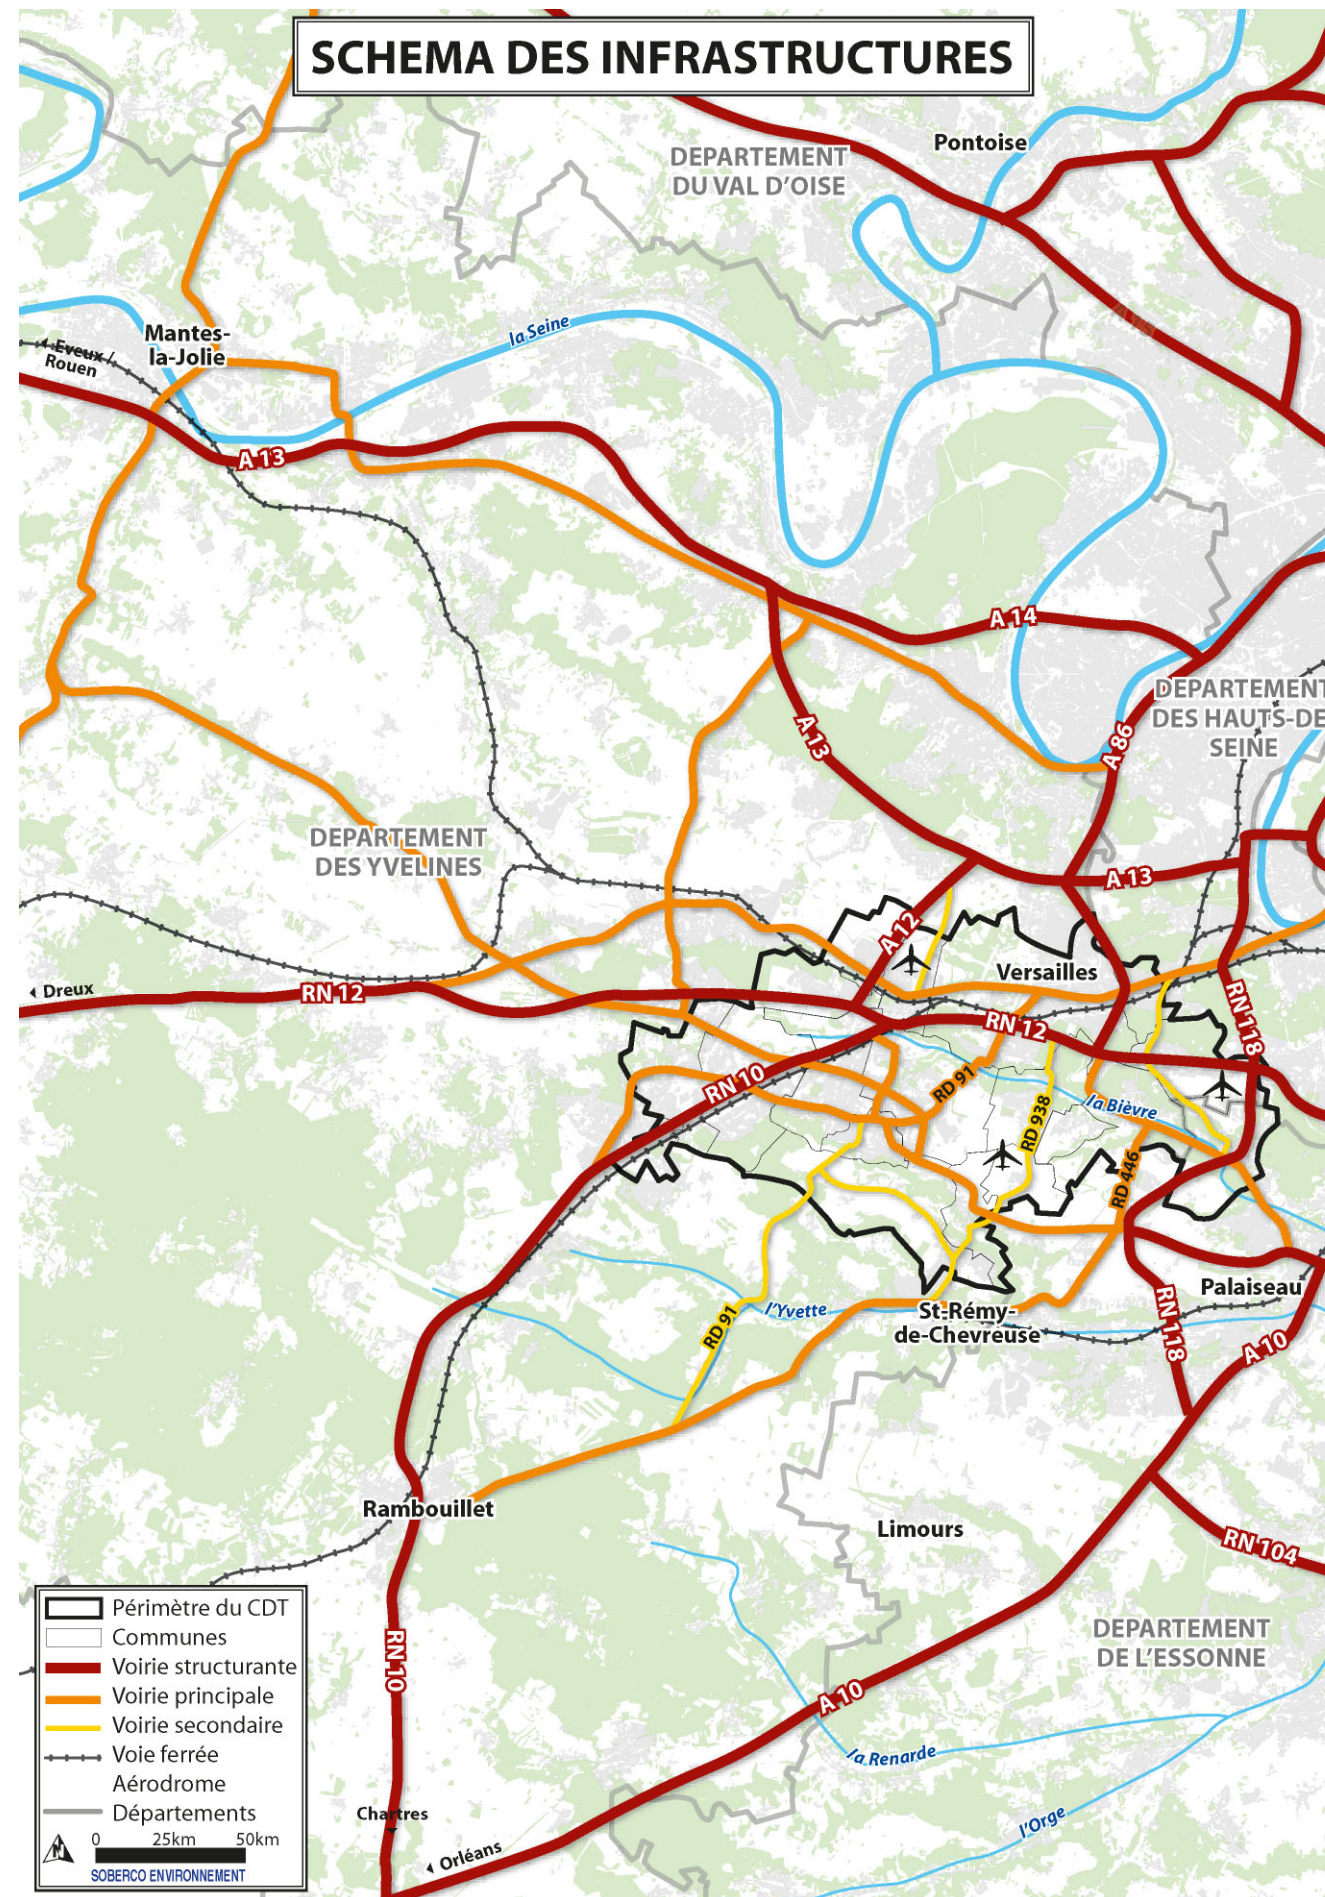 SCHEMA DES INFRASTRUCTURES
Pontoise
DEPARTEMENT
DU VAL D'OISE
Mantes-
la-Jolie
la Seine
Eveux /
Rouen
A 13
A 14
DEPARTEMENT
DES HAUTS-DE
SEINE
A 13
A 86
DEPARTEMENT
DES YVELINES
A 13
A 12
Versailles
Dreux
RN 12
RN 12
RN 118
RN 10
RD 91
la Bièvre
RD 938
RD 446
Palaiseau
l'Yvette
St-Rémy-
de-Chevreuse
RD 91
RN 118
A 10
Rambouillet
Limours
RN 104
DEPARTEMENT
DE L'ESSONNE
RN 10
A 10
la Renarde
l'Orge
Chartres
Orléans
Périmètre du CDT
Communes
Voirie structurante
Voirie principale
Voirie secondaire
Voie ferrée
Aérodrome
Départements
N
0 25km 50km
SOBERCO ENVIRONNEMENT